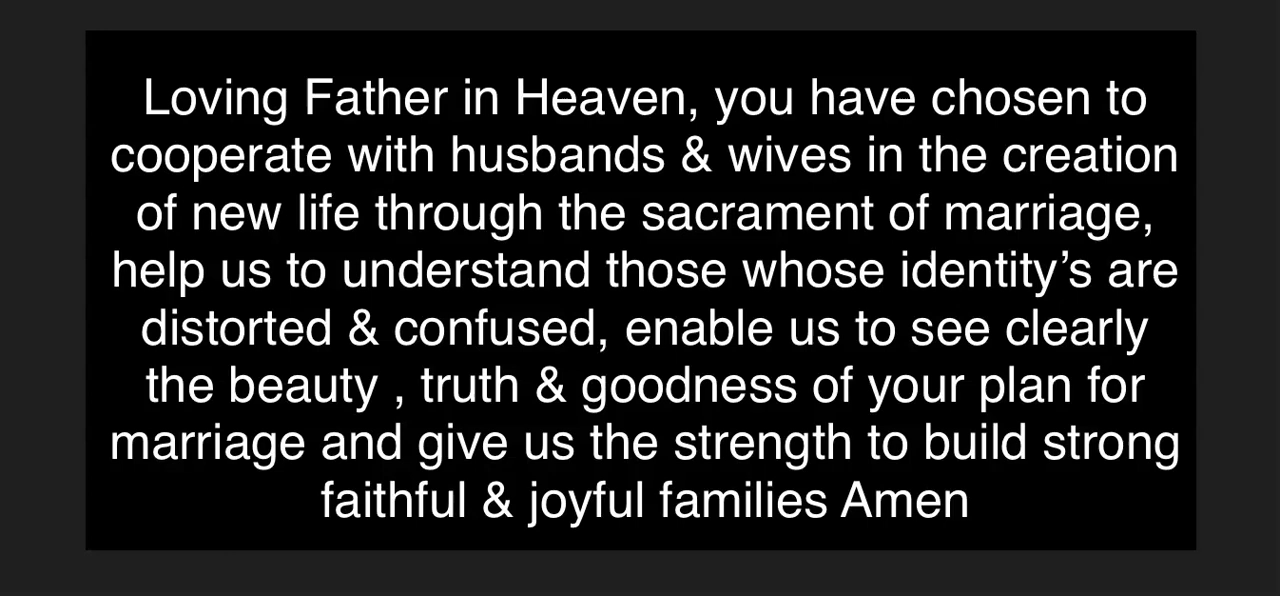 Loving Father in Heaven, you have chosen to
cooperate with husbands & wives in the creation
of new life through the sacrament of marriage,
help us to understand those whose identity’s are
distorted & confused, enable us to see clearly
the beauty , truth & goodness of your plan for
marriage and give us the strength to build strong
faithful & joyful families Amen